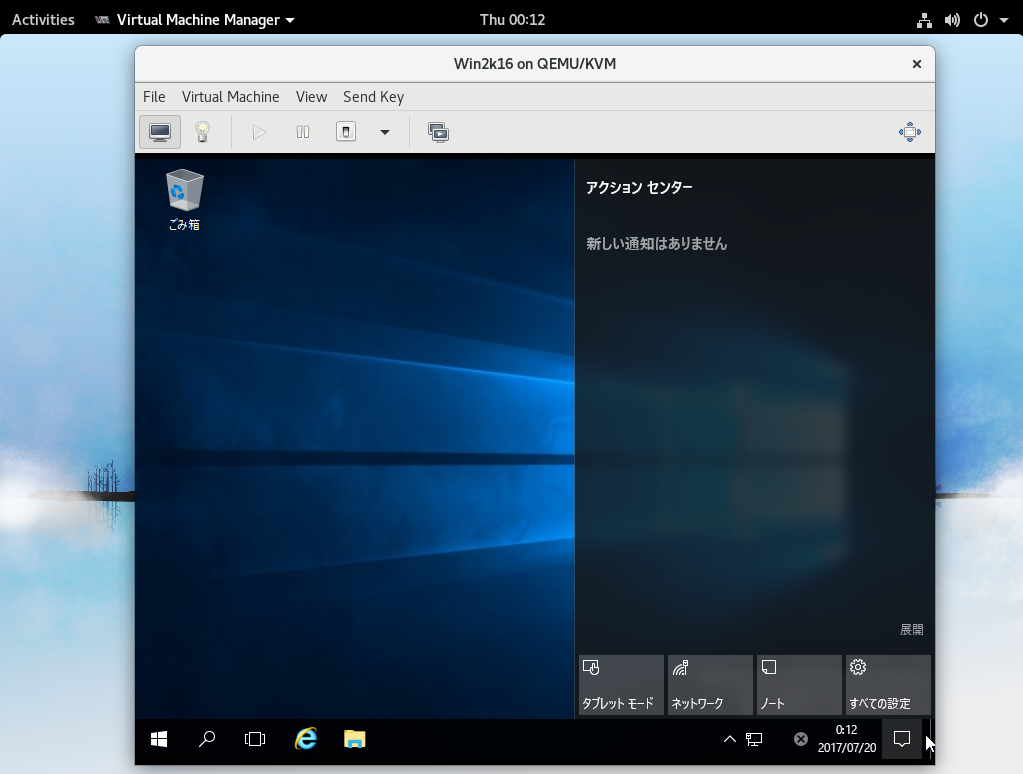 Activities
Virtual Machine Manager
Thu 00:12
Win2k16 on QEMU/KVM
File Virtual Machine View Send Key
ごみ箱
アクション センター
新しい通知はありません
展開
タブレット モード
ネットワーク
ノート
すべての設定
0:12
2017/07/20